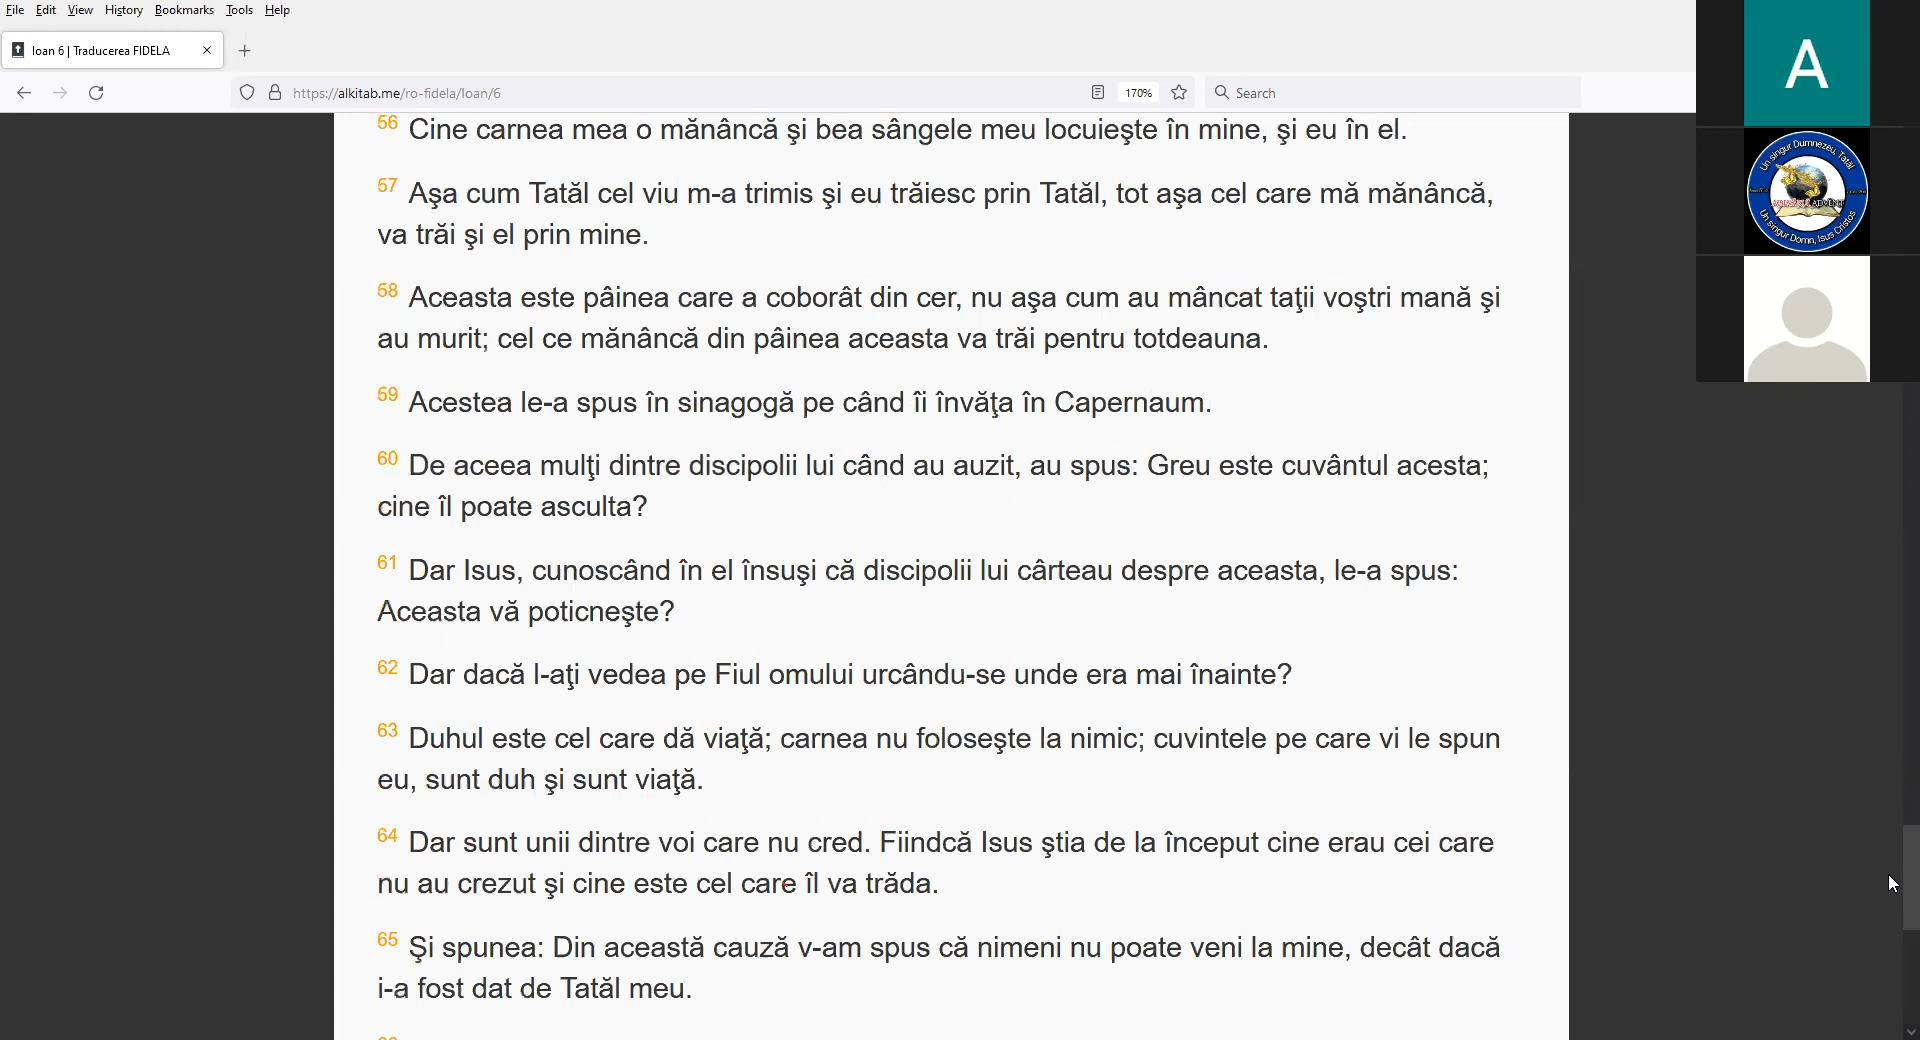 File Edit View History Bookmarks Tools Help
Ioan 6 | Traducerea FIDELA
https://alkitab.me/ro-fidela/Ioan/6
170%
Search
56 Cine carnea mea o mănâncă şi bea sângele meu locuieşte în mine, şi eu în el.
57 Aşa cum Tatăl cel viu m-a trimis şi eu trăiesc prin Tatăl, tot aşa cel care mă mănâncă,
va trăi şi el prin mine.
58 Aceasta este pâinea care a coborât din cer, nu aşa cum au mâncat taţii voştri mană şi
au murit; cel ce mănâncă din pâinea aceasta va trăi pentru totdeauna.
59 Acestea le-a spus în sinagogă pe când îi învăţa în Capernaum.
60 De aceea mulţi dintre discipolii lui când au auzit, au spus: Greu este cuvântul acesta;
cine îl poate asculta?
61 Dar Isus, cunoscând în el însuşi că discipolii lui cârteau despre aceasta, le-a spus:
Aceasta vă poticneşte?
62 Dar dacă l-aţi vedea pe Fiul omului urcându-se unde era mai înainte?
63 Duhul este cel care dă viaţă; carnea nu foloseşte la nimic; cuvintele pe care vi le spun
eu, sunt duh şi sunt viaţă.
64 Dar sunt unii dintre voi care nu cred. Fiindcă Isus ştia de la început cine erau cei care
nu au crezut şi cine este cel care îl va trăda.
65 Şi spunea: Din această cauză v-am spus că nimeni nu poate veni la mine, decât dacă
i-a fost dat de Tatăl meu.
A
Un singur Dumnezeu, Tatăl
Un singur Domn, Isus Cristos